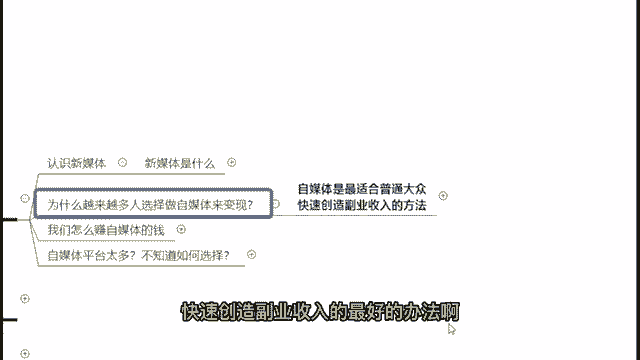 认识新媒体
新媒体是什么
为什么越来越多人选择做自媒体来变现?
自媒体是最适合普通大众
快速创造副业收入的方法
我们怎么赚自媒体的钱
自媒体平台太多?不知道如何选择?
快速创造副业收入的最好的办法啊